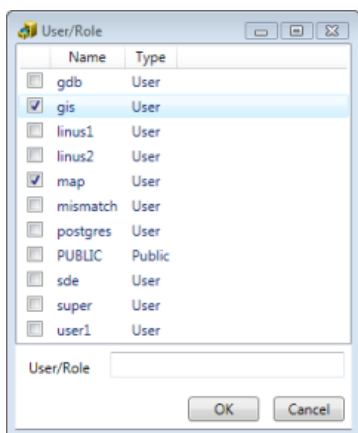 User/Role
Name Type
gdb User
gis User
linus1 User
linus2 User
map User
mismatch User
postgres User
PUBLIC Public
sde User
super User
user1 User
User/Role
OK Cancel